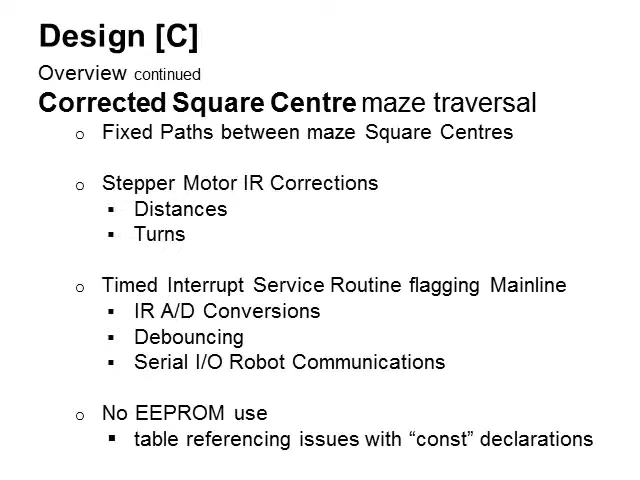 Design [C]
Overview continued
Corrected Square Centre maze traversal
o Fixed Paths between maze Square Centres
o Stepper Motor IR Corrections
▪ Distances
▪ Turns
o Timed Interrupt Service Routine flagging Mainline
▪ IR A/D Conversions
▪ Debouncing
▪ Serial I/O Robot Communications
o No EEPROM use
▪ table referencing issues with “const” declarations